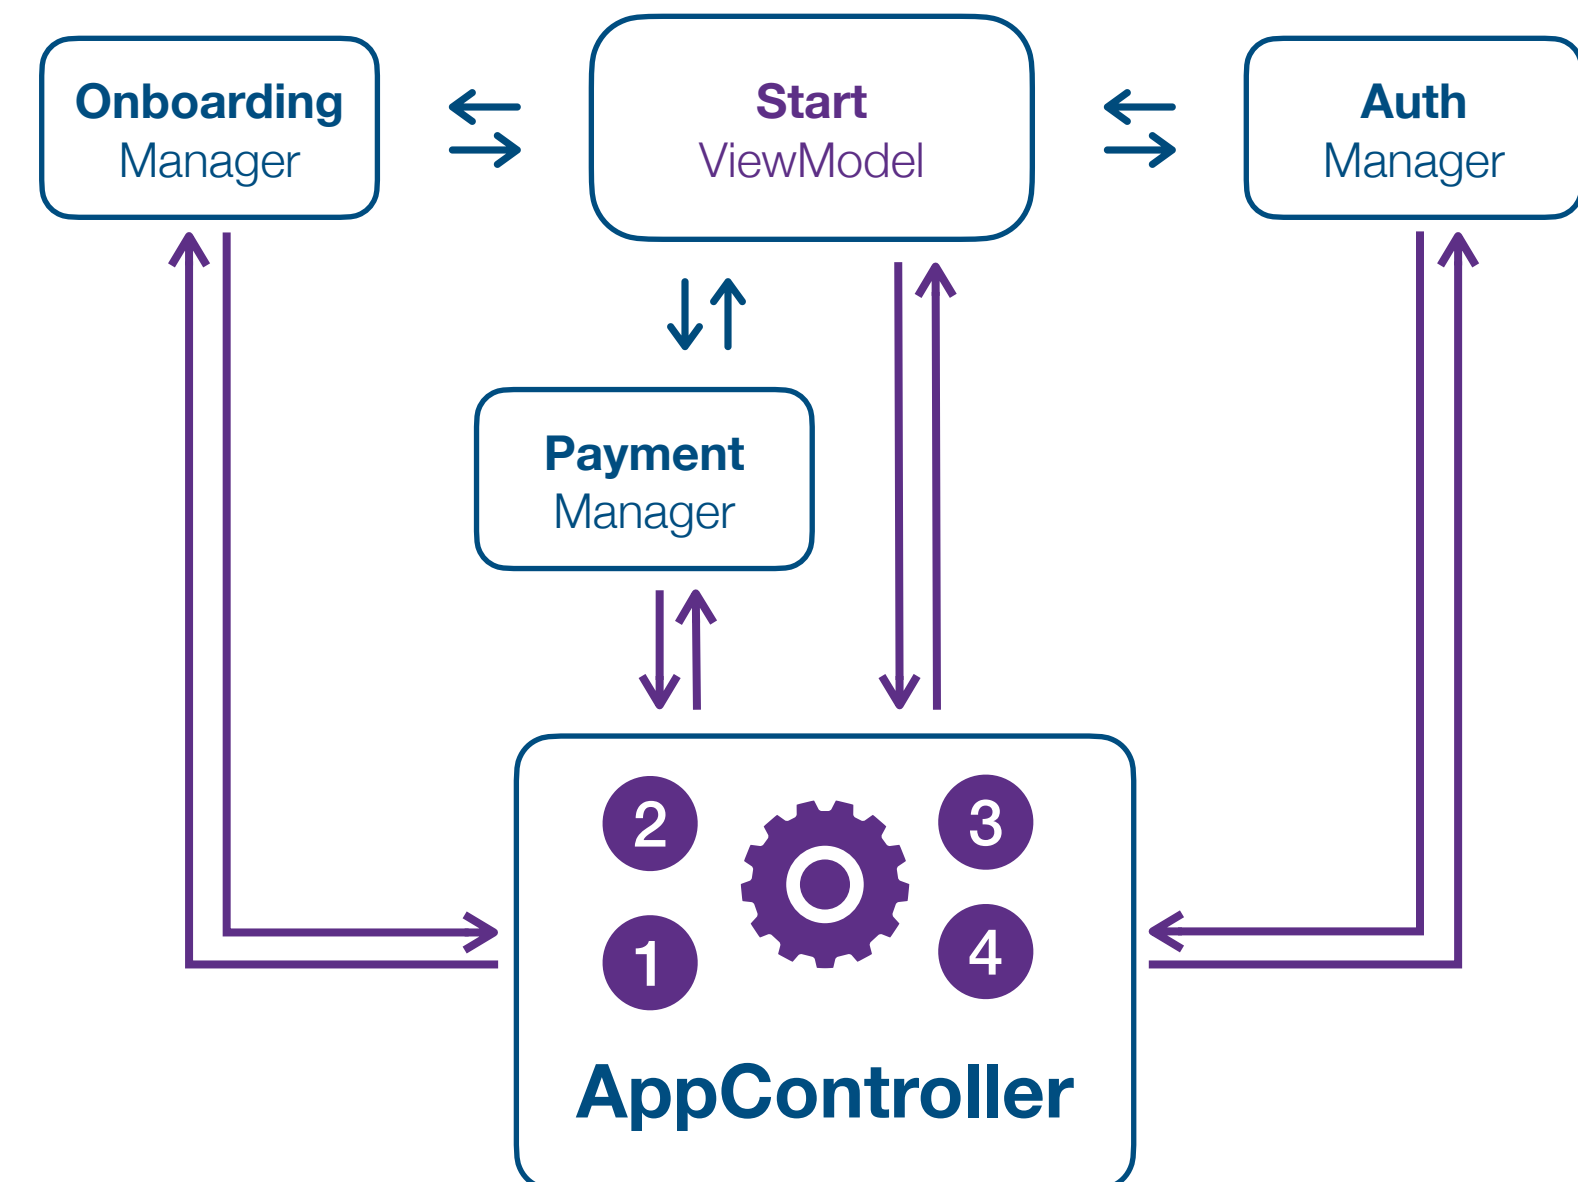 Onboarding
Manager
Start
ViewModel
Auth
Manager
Payment
Manager
2
3
1
4
AppController